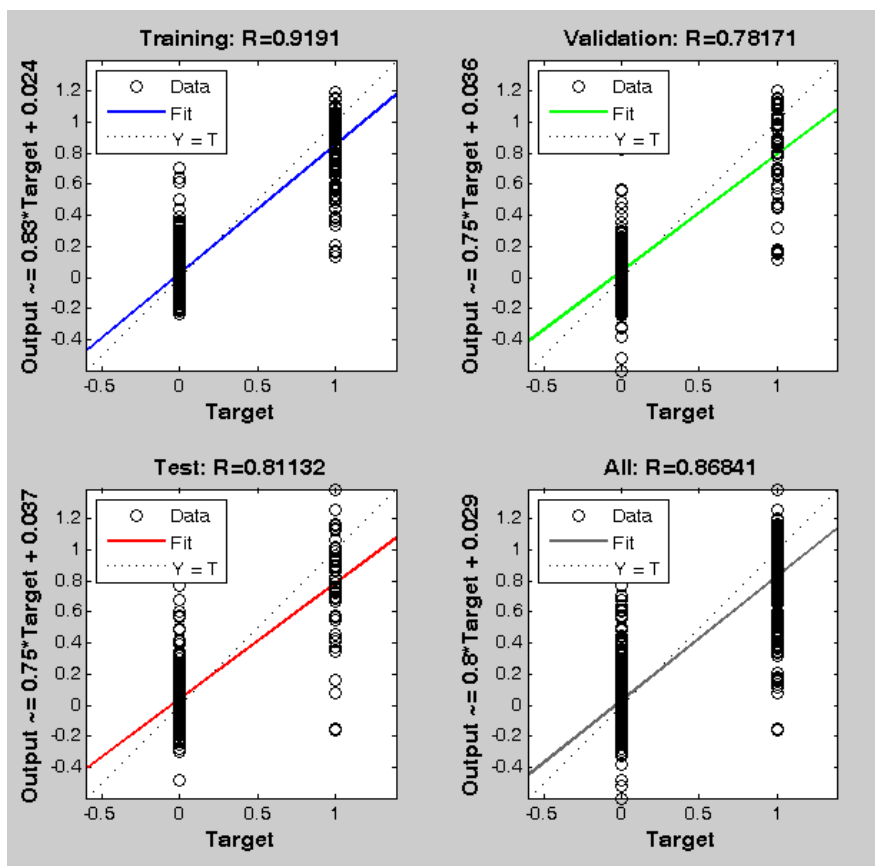 Training: R=0.9191
Output ~= 0.83*Target + 0.024
1.2
1
0.8
0.6
0.4
0.2
0
-0.2
-0.4
Data
Fit
Y = T
-0.5 0 0.5 1
Target
Validation: R=0.78171
Output ~= 0.75*Target + 0.036
1.2
1
0.8
0.6
0.4
0.2
0
-0.2
-0.4
Data
Fit
Y = T
-0.5 0 0.5 1
Target
Test: R=0.81132
Output ~= 0.75*Target + 0.037
1.2
1
0.8
0.6
0.4
0.2
0
-0.2
-0.4
Data
Fit
Y = T
-0.5 0 0.5 1
Target
All: R=0.86841
Output ~= 0.8*Target + 0.029
1.2
1
0.8
0.6
0.4
0.2
0
-0.2
-0.4
Data
Fit
Y = T
-0.5 0 0.5 1
Target